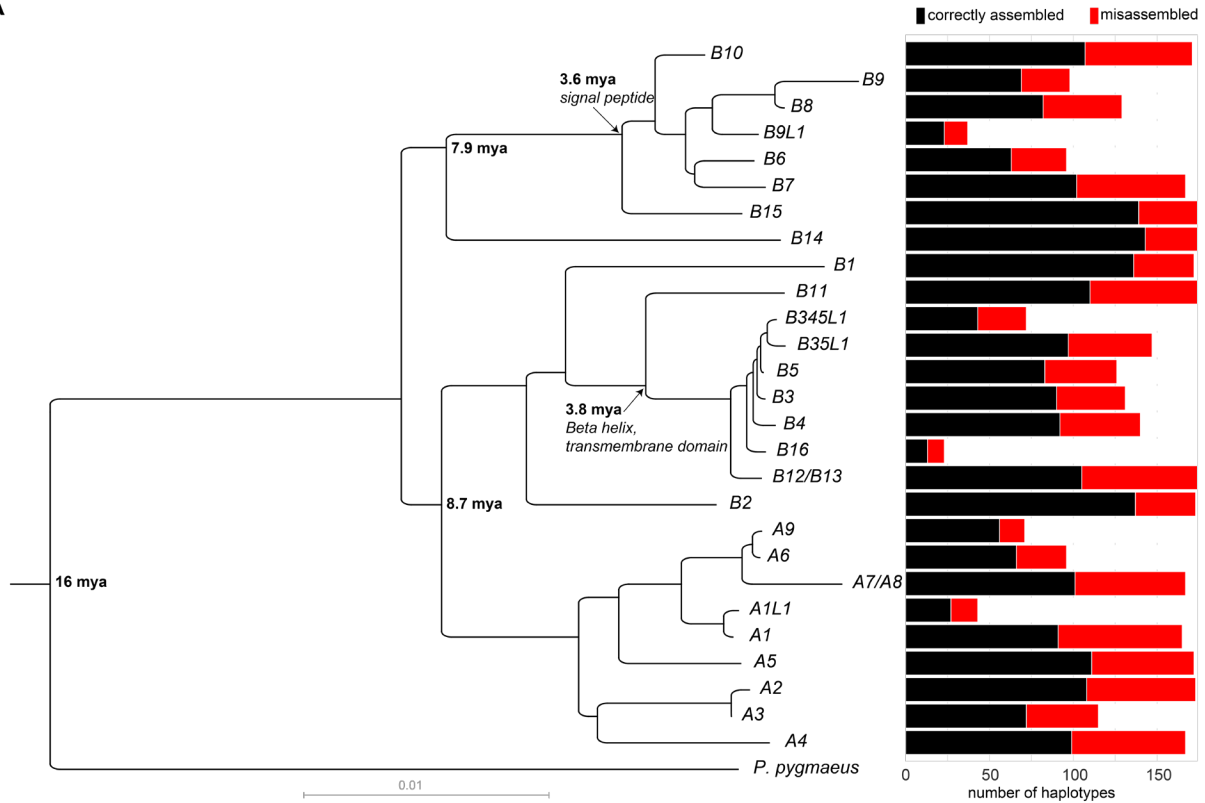 A
correctly assembled
misassembled
B10
3.6 mya
signal peptide
B9
B8
B9L1
7.9 mya
B6
B7
B15
B14
B1
B11
B345L1
B35L1
B5
B3
3.8 mya
Beta helix,
transmembrane domain
B4
B16
B12/B13
8.7 mya
B2
A9
A6
16 mya
A7/A8
A1L1
A1
A5
A2
A3
A4
P. pygmaeus
0 50 100 150
number of haplotypes
0.01